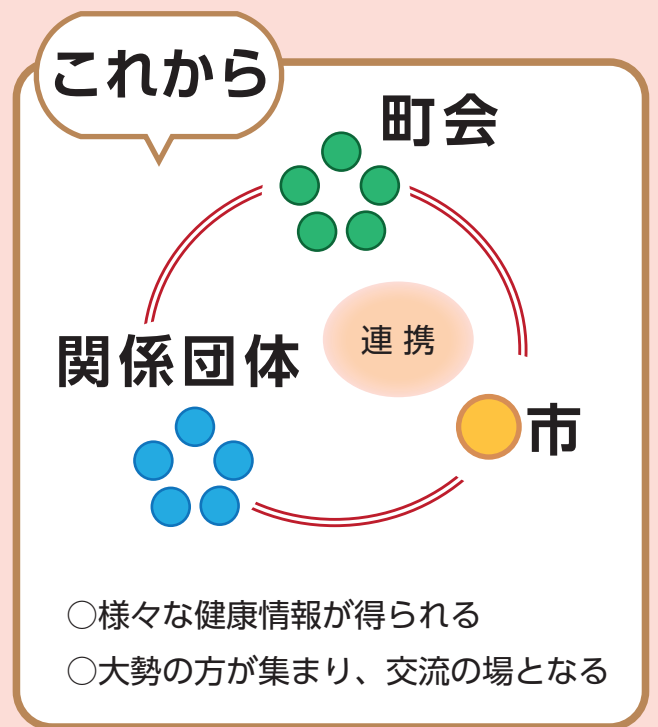 これから
町会
連携
関係団体
市
○様々な健康情報が得られる
○大勢の方が集まり、交流の場となる